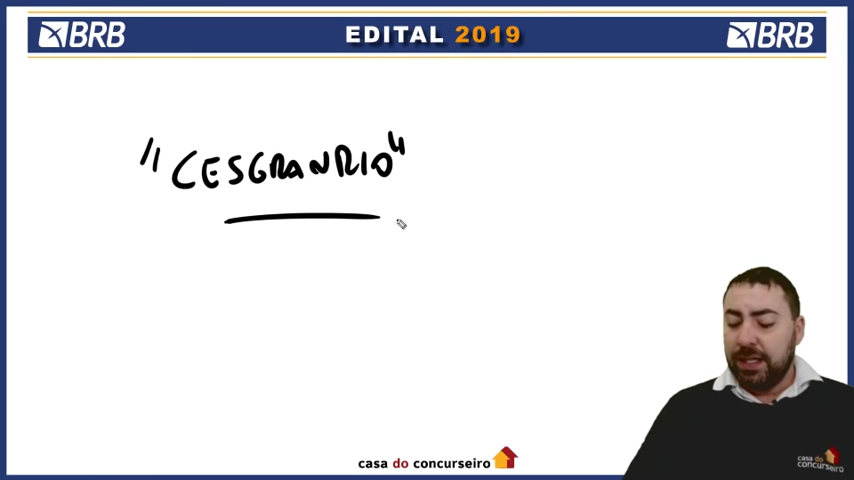 BRB
EDITAL 2019
BRB
"CESGRANRIO"
casa do concurseiro
casa do
concurseiro